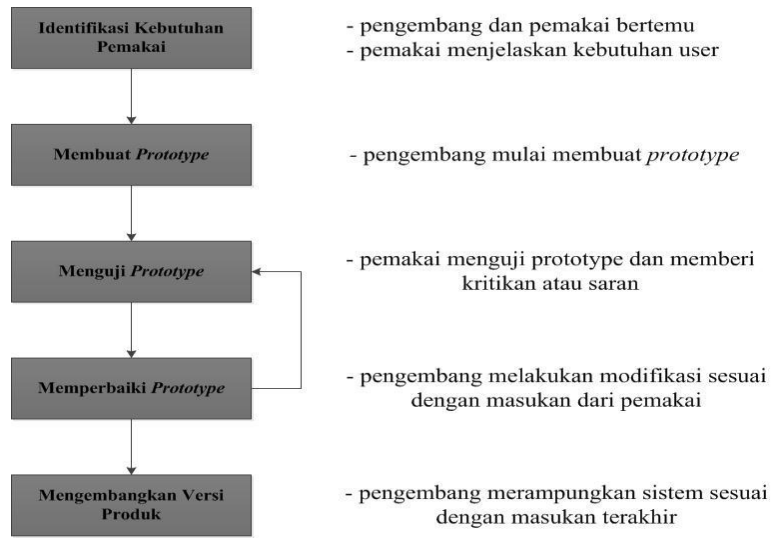 Identifikasi Kebutuhan
Pemakai
- pengembang dan pemakai bertemu
- pemakai menjelaskan kebutuhan user
Membuat Prototype
- pengembang mulai membuat prototype
Menguji Prototype
- pemakai menguji prototype dan memberi
kritikan atau saran
Memperbaiki Prototype
- pengembang melakukan modifikasi sesuai
dengan masukan dari pemakai
Mengembangkan Versi
Produk
- pengembang merampungkan sistem sesuai
dengan masukan terakhir